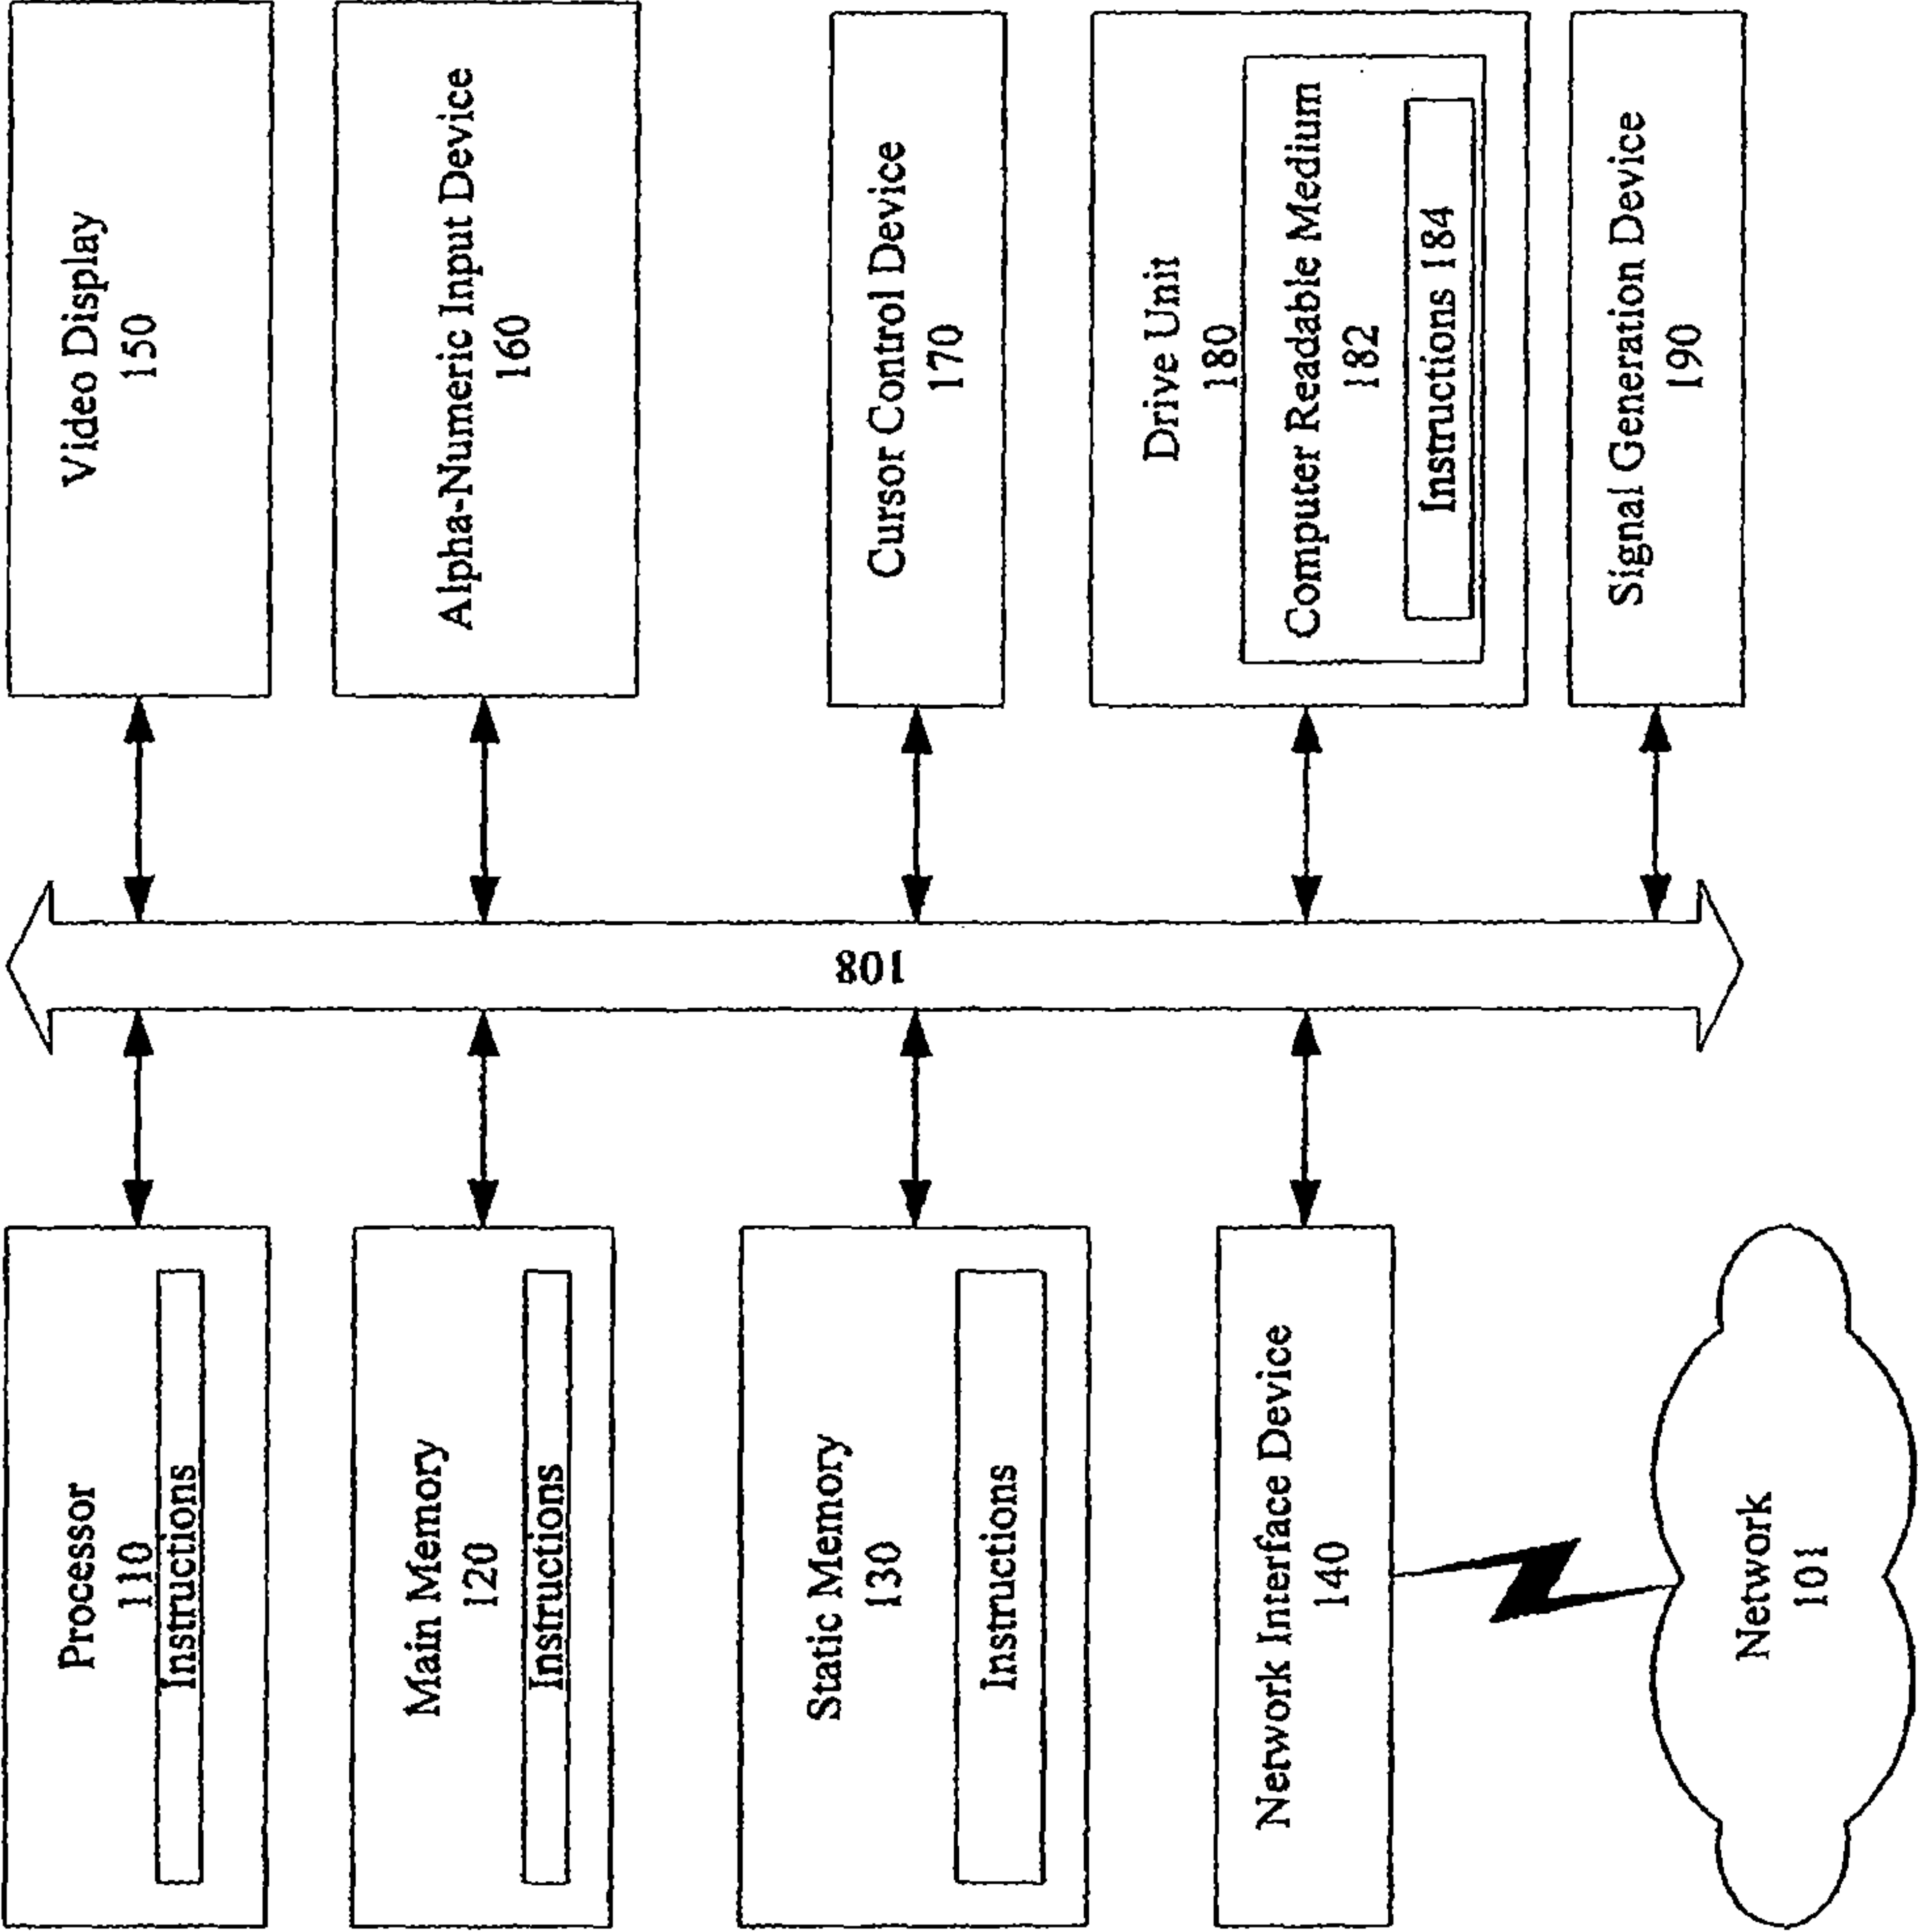 Processor
110
Instructions
Main Memory
120
Instructions
Static Memory
130
Instructions
Network Interface Device
140
Network
101
108
Video Display
150
Alpha-Numeric Input Device
160
Cursor Control Device
170
Drive Unit
180
Computer Readable Medium
182
Instructions 184
Signal Generation Device
190